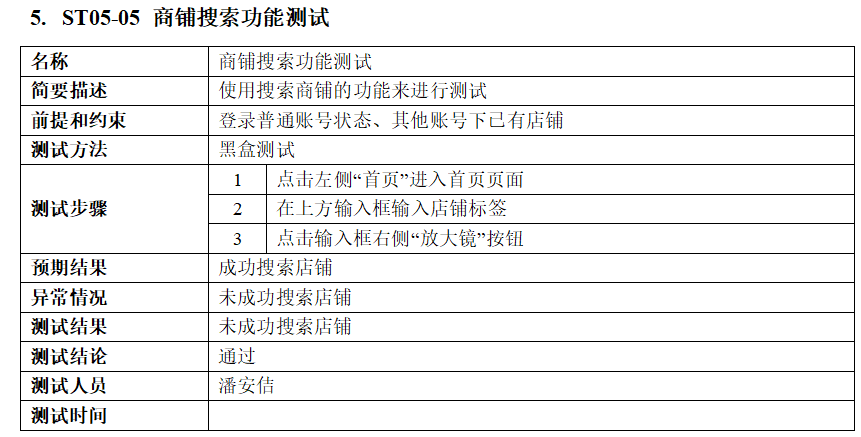 5. ST05-05 商铺搜索功能测试
名称 商铺搜索功能测试
简要描述 使用搜索商铺的功能来进行测试
前提和约束 登录普通账号状态、其他账号下已有店铺
测试方法 黑盒测试
测试步骤 1 点击左侧“首页”进入首页页面
2 在上方输入框输入店铺标签
3 点击输入框右侧“放大镜”按钮
预期结果 成功搜索店铺
异常情况 未成功搜索店铺
测试结果 未成功搜索店铺
测试结论 通过
测试人员 潘安佶
测试时间